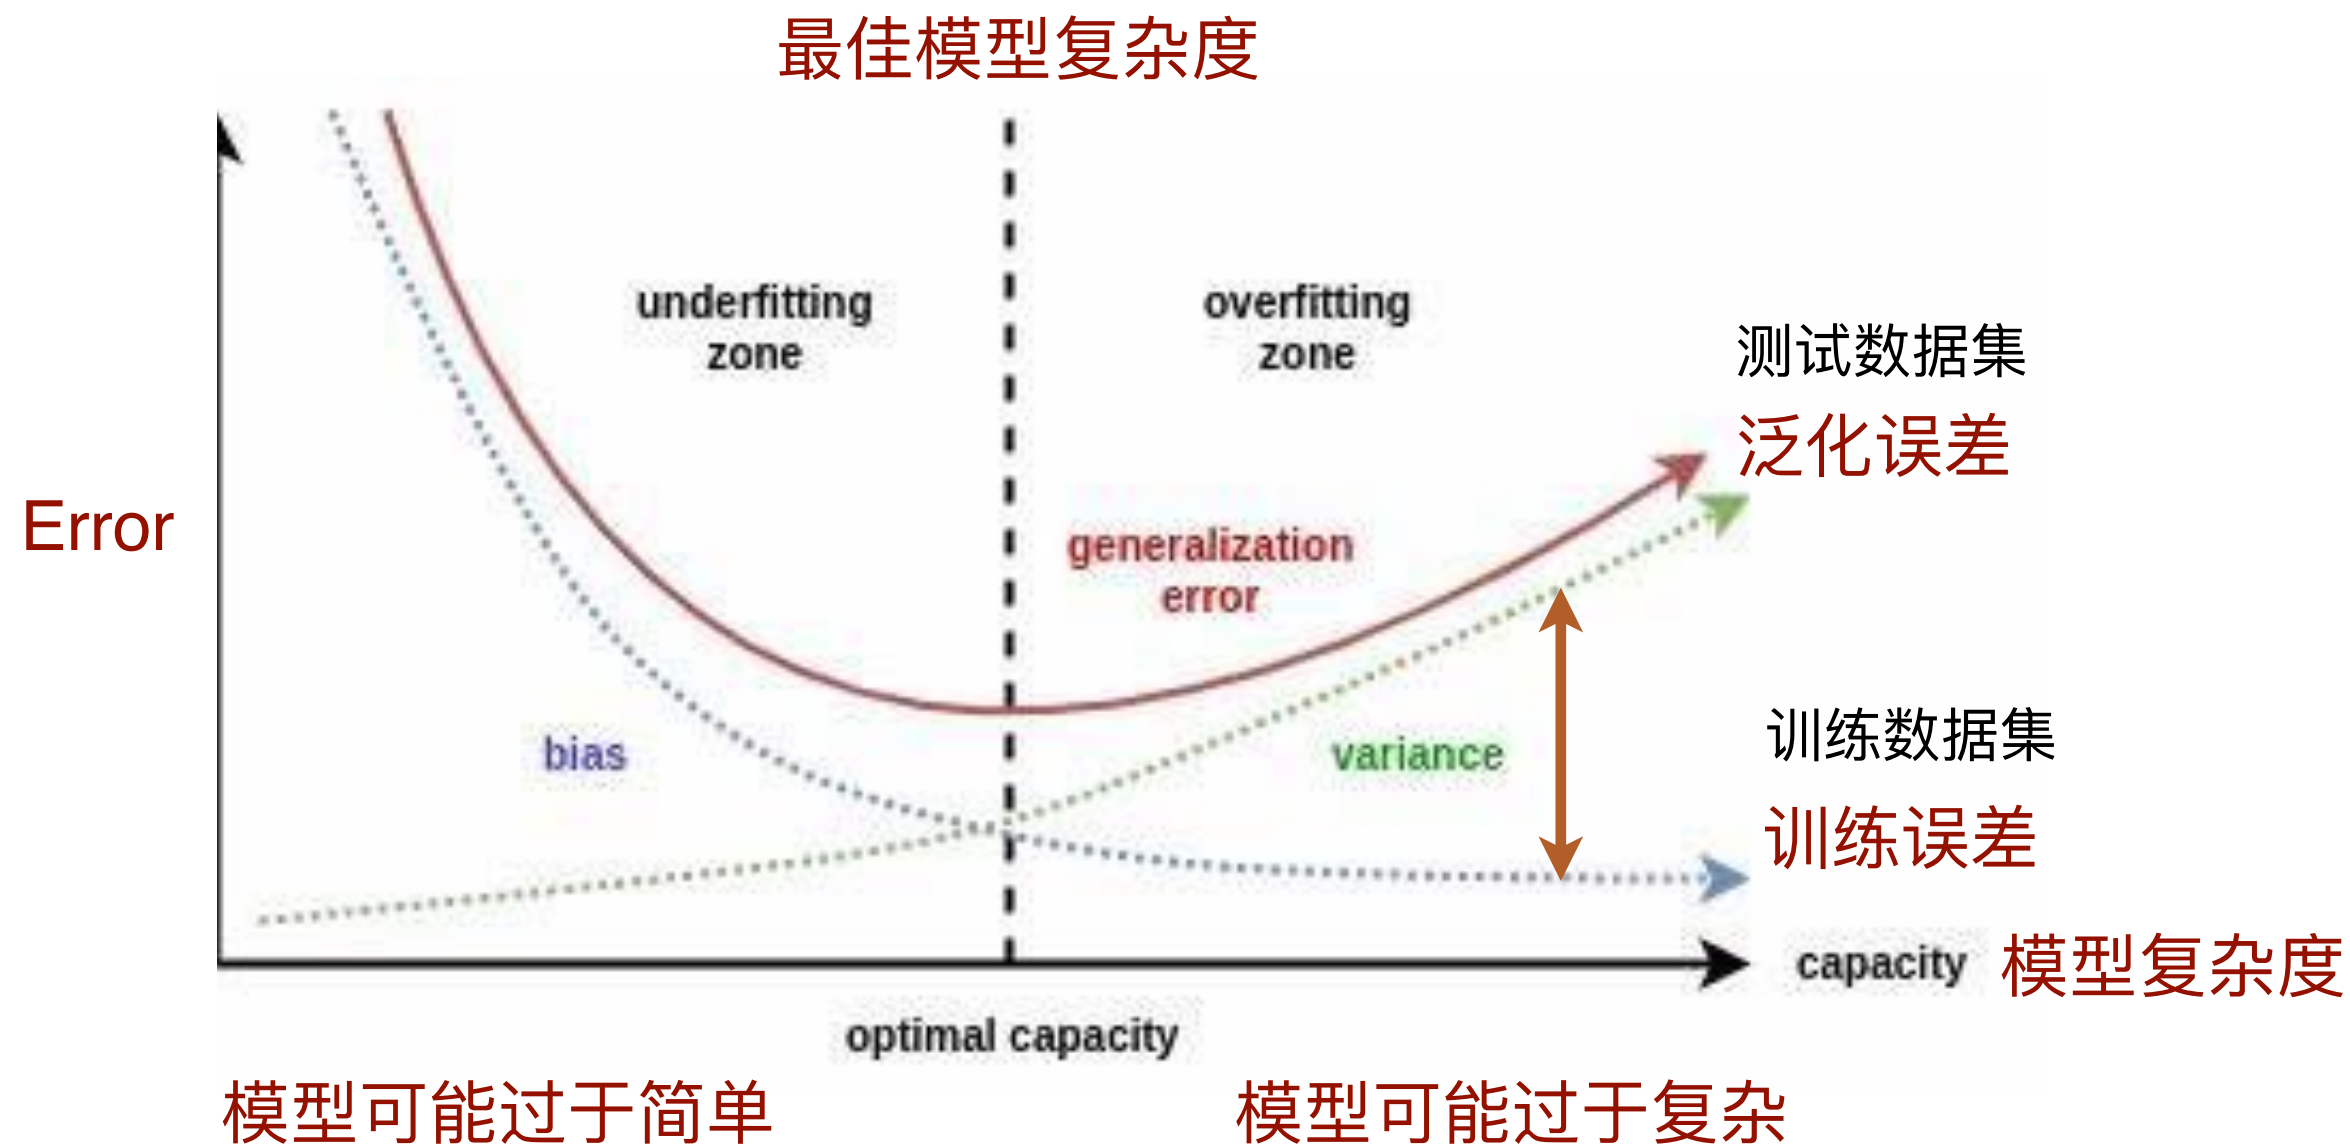 最佳模型复杂度
underfitting
zone
overfitting
zone
测试数据集
泛化误差
Error
generalization
error
bias
variance
训练数据集
训练误差
capacity 模型复杂度
optimal capacity
模型可能过于简单
模型可能过于复杂